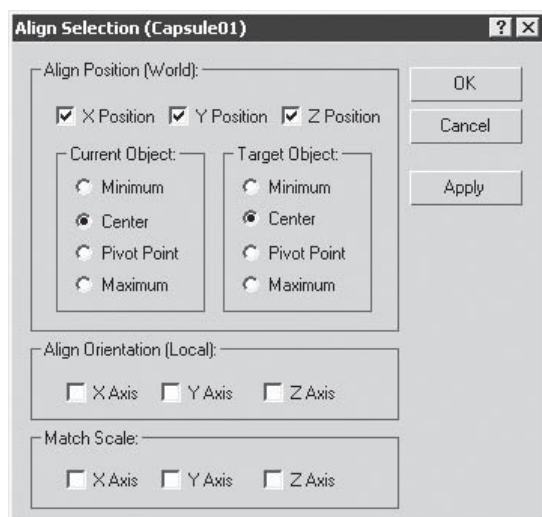 Align Selection (Capsule01)
Align Position (World):
X Position Y Position Z Position
Current Object:
Minimum
Center
Pivot Point
Maximum
Target Object:
Minimum
Center
Pivot Point
Maximum
Align Orientation (Local):
X Axis Y Axis Z Axis
Match Scale:
X Axis Y Axis Z Axis
OK
Cancel
Apply